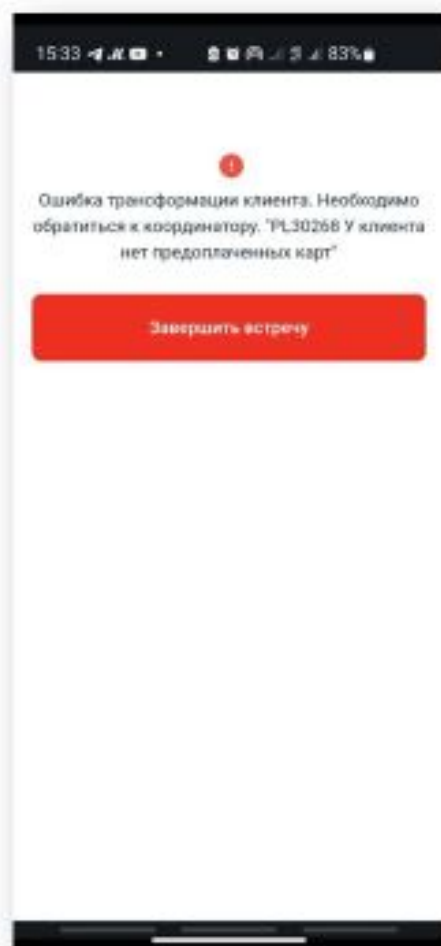 15:33
83%
Ошибка трансформации клиента. Необходимо
обратиться к координатору. "PL30268 У клиента
нет предоплаченных карт"
Завершить встречу